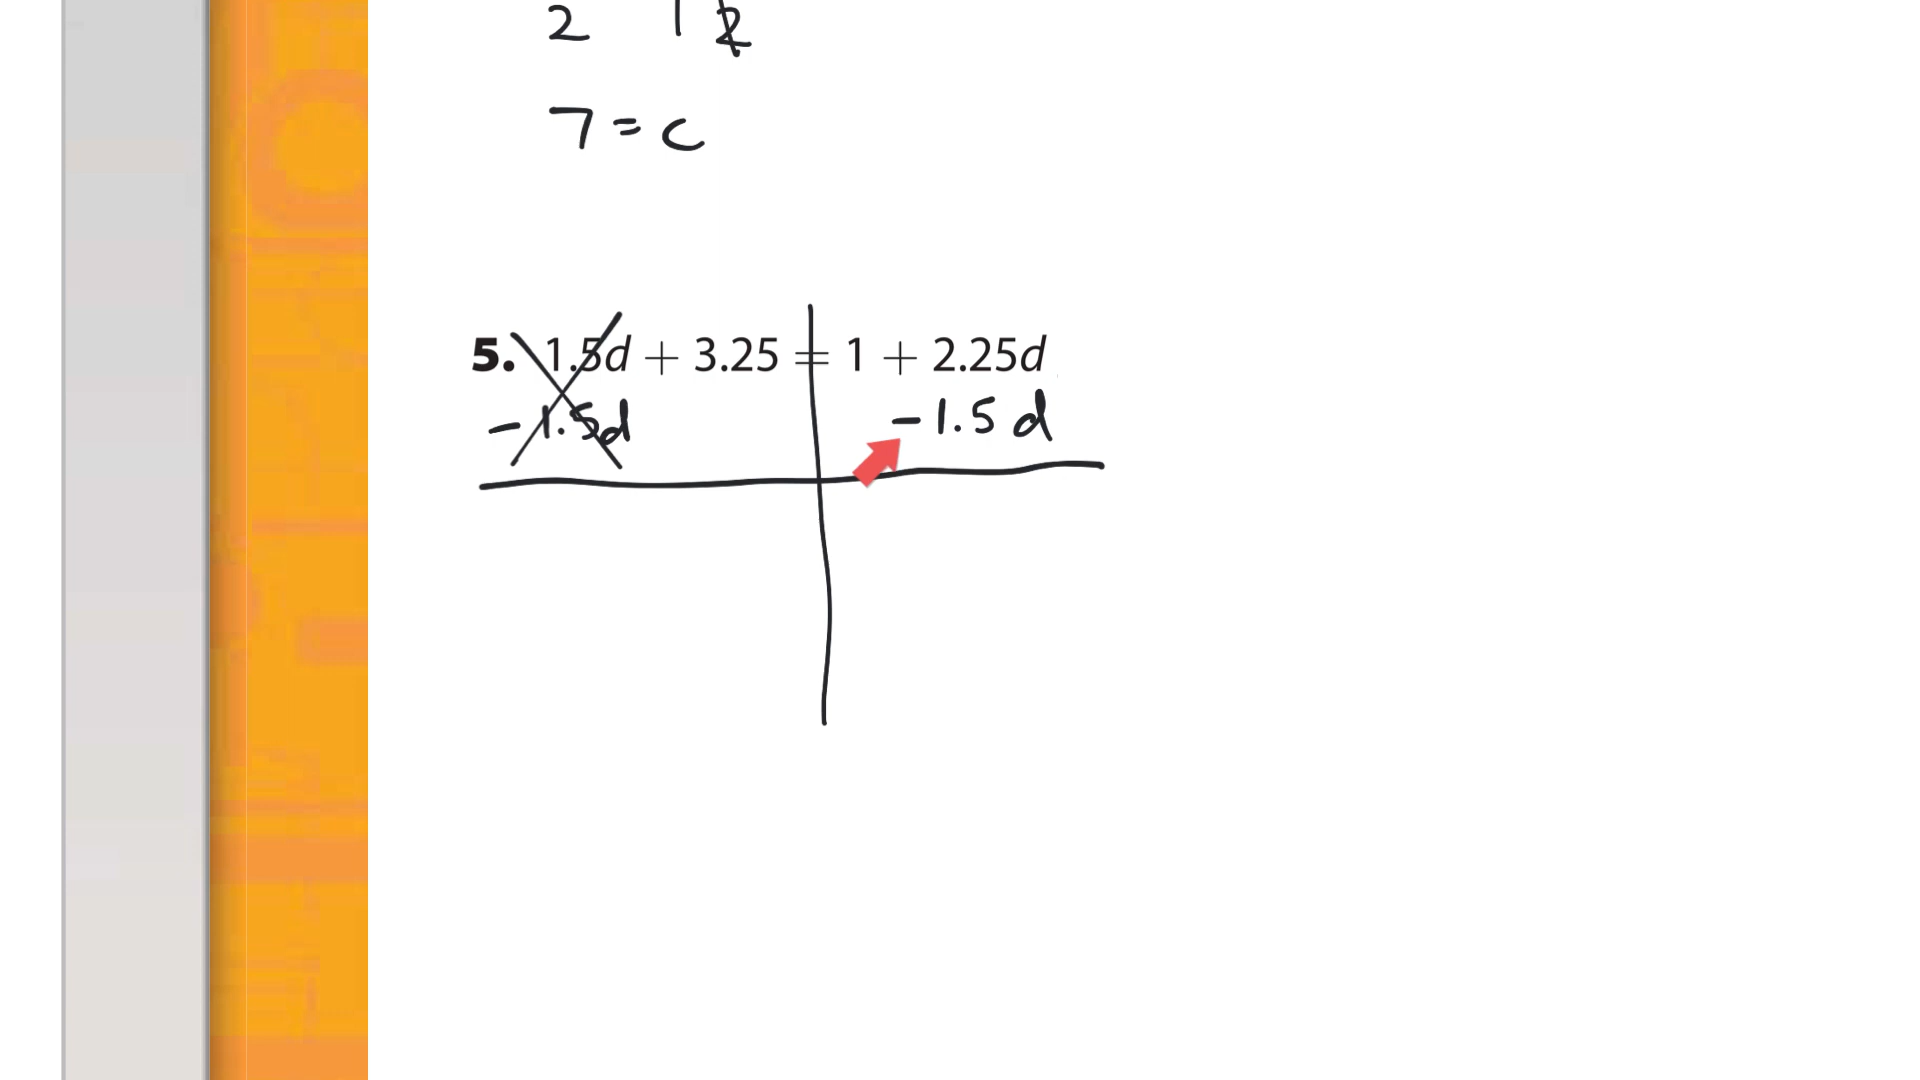 2 1 2
7 = c
5. 1.5d + 3.25 = 1 + 2.25d
- 1.5d - 1.5 d